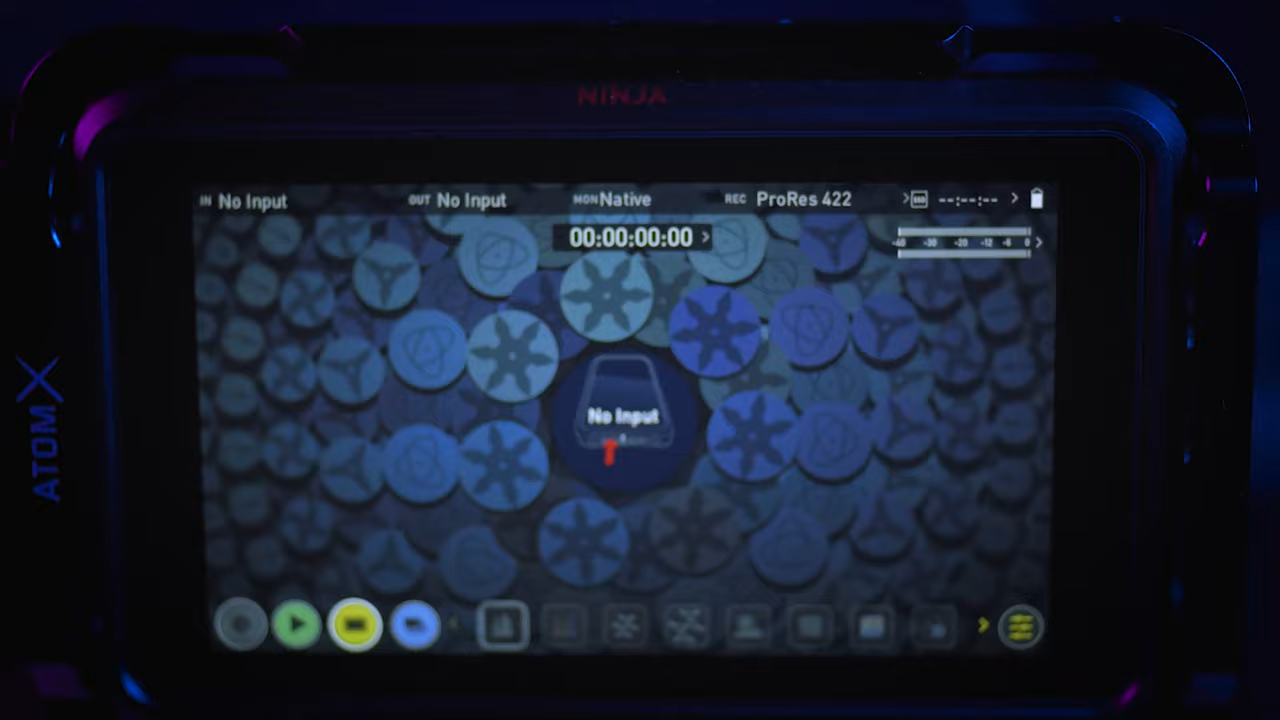 NINJA
IN No Input OUT No Input MON Native REC ProRes 422 --:--:--
00:00:00:00
-40 -30 -20 -12 -6 0
No Input
ATOMX